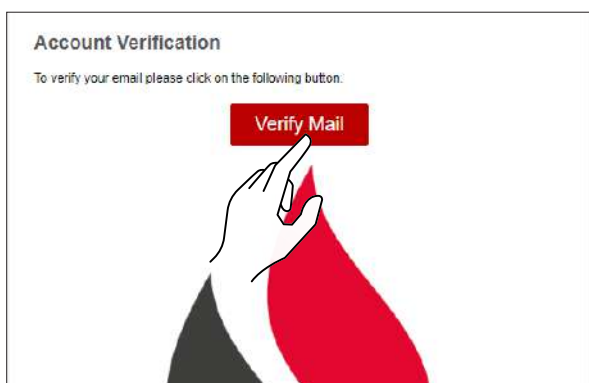 Account Verification
To verify your email please click on the following button.
Verify Mail